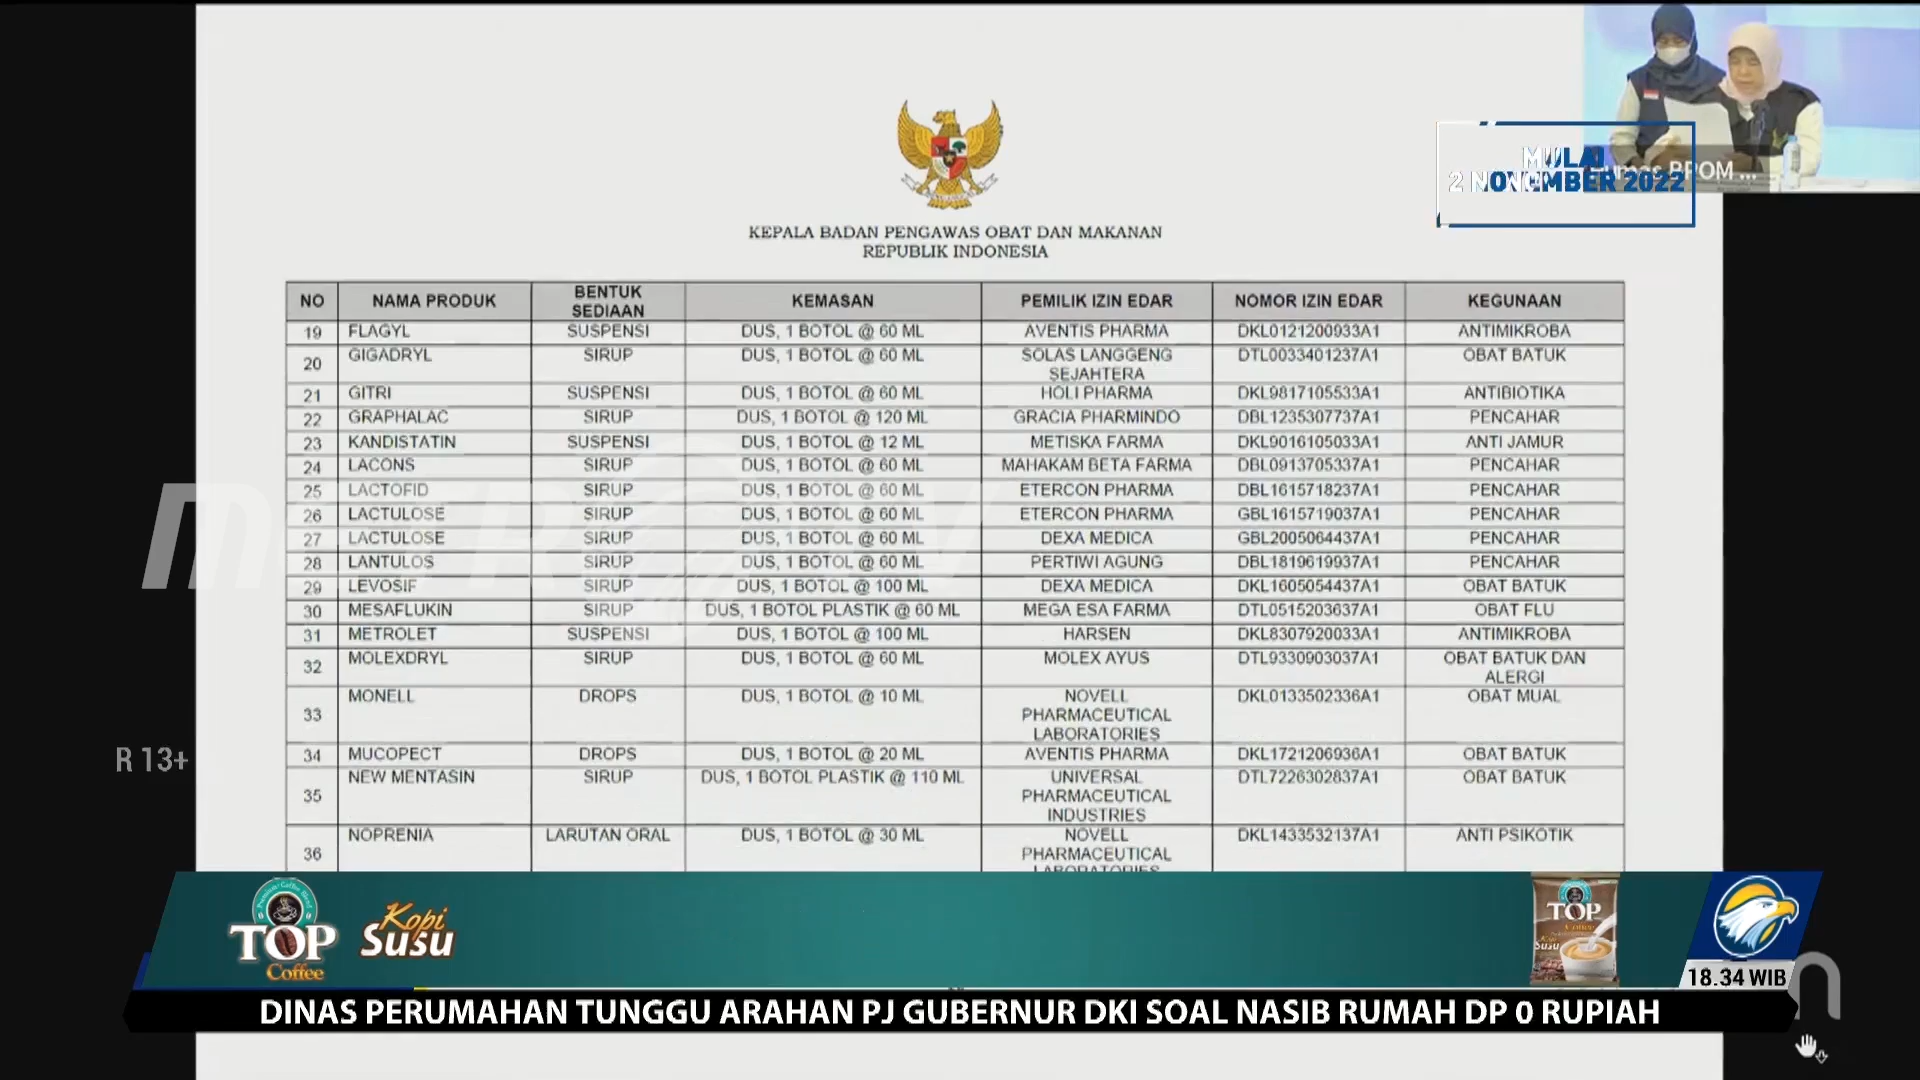 MULAI
2 NOVEMBER 2022
BPOM ...
KEPALA BADAN PENGAWAS OBAT DAN MAKANAN
REPUBLIK INDONESIA
NO NAMA PRODUK BENTUK SEDIAAN KEMASAN PEMILIK IZIN EDAR NOMOR IZIN EDAR KEGUNAAN
19 FLAGYL SUSPENSI DUS, 1 BOTOL @ 60 ML AVENTIS PHARMA DKL0121200933A1 ANTIMIKROBA
20 GIGADRYL SIRUP DUS, 1 BOTOL @ 60 ML SOLAS LANGGENG SEJAHTERA DTL0033401237A1 OBAT BATUK
21 GITRI SUSPENSI DUS, 1 BOTOL @ 60 ML HOLI PHARMA DKL9817105533A1 ANTIBIOTIKA
22 GRAPHALAC SIRUP DUS, 1 BOTOL @ 120 ML GRACIA PHARMINDO DBL1235307737A1 PENCAHAR
23 KANDISTATIN SUSPENSI DUS, 1 BOTOL @ 12 ML METISKA FARMA DKL9016105033A1 ANTI JAMUR
24 LACONS SIRUP DUS, 1 BOTOL @ 60 ML MAHAKAM BETA FARMA DBL0913705337A1 PENCAHAR
25 LACTOFID SIRUP DUS, 1 BOTOL @ 60 ML ETERCON PHARMA DBL1615718237A1 PENCAHAR
26 LACTULOSE SIRUP DUS, 1 BOTOL @ 60 ML ETERCON PHARMA GBL1615719037A1 PENCAHAR
27 LACTULOSE SIRUP DUS, 1 BOTOL @ 60 ML DEXA MEDICA GBL2005064437A1 PENCAHAR
28 LANTULOS SIRUP DUS, 1 BOTOL @ 60 ML PERTIWI AGUNG DBL1819619937A1 PENCAHAR
29 LEVOSIF SIRUP DUS, 1 BOTOL @ 100 ML DEXA MEDICA DKL1605054437A1 OBAT BATUK
30 MESAFLUKIN SIRUP DUS, 1 BOTOL PLASTIK @ 60 ML MEGA ESA FARMA DTL0515203637A1 OBAT FLU
31 METROLET SUSPENSI DUS, 1 BOTOL @ 100 ML HARSEN DKL8307920033A1 ANTIMIKROBA
32 MOLEXDRYL SIRUP DUS, 1 BOTOL @ 60 ML MOLEX AYUS DTL9330903037A1 OBAT BATUK DAN ALERGI
33 MONELL DROPS DUS, 1 BOTOL @ 10 ML NOVELL PHARMACEUTICAL LABORATORIES DKL0133502336A1 OBAT MUAL
34 MUCOPECT DROPS DUS, 1 BOTOL @ 20 ML AVENTIS PHARMA DKL1721206936A1 OBAT BATUK
35 NEW MENTASIN SIRUP DUS, 1 BOTOL PLASTIK @ 110 ML UNIVERSAL PHARMACEUTICAL INDUSTRIES DTL7226302837A1 OBAT BATUK
36 NOPRENIA LARUTAN ORAL DUS, 1 BOTOL @ 30 ML NOVELL PHARMACEUTICAL LABORATORIES DKL1433532137A1 ANTI PSIKOTIK
R 13+
TOP Coffee
Kopi Susu
TOP Coffee
Kopi Susu
18.34 WIB
DINAS PERUMAHAN TUNGGU ARAHAN PJ GUBERNUR DKI SOAL NASIB RUMAH DP 0 RUPIAH